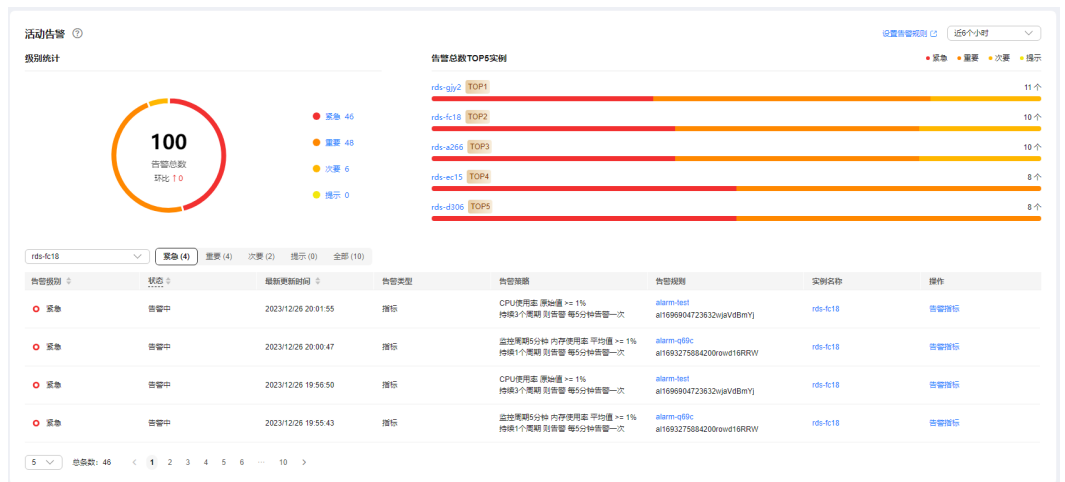 活动告警
设置告警规则 近6个小时
级别统计
告警总数TOP5实例
紧急 重要 次要 提示
100
告警总数
环比 ↑0
紧急 46
重要 48
次要 6
提示 0
rds-gjy2 TOP1 11 个
rds-fc18 TOP2 10 个
rds-a266 TOP3 10 个
rds-ec15 TOP4 8 个
rds-d306 TOP5 8 个
rds-fc18 紧急 (4) 重要 (4) 次要 (2) 提示 (0) 全部 (10)
告警级别 状态 最新更新时间 告警类型 告警策略 告警规则 实例名称 操作
紧急 告警中 2023/12/26 20:01:55 指标 CPU使用率 原始值 >= 1% alarm-test rds-fc18 告警指标
持续3个周期 则告警 每5分钟告警一次 al1696904723632wjaVdBmYj
紧急 告警中 2023/12/26 20:00:47 指标 监控周期5分钟 内存使用率 平均值 >= 1% alarm-q69c rds-fc18 告警指标
持续1个周期 则告警 每5分钟告警一次 al1693275884200rowd16RRW
紧急 告警中 2023/12/26 19:56:50 指标 CPU使用率 原始值 >= 1% alarm-test rds-fc18 告警指标
持续3个周期 则告警 每5分钟告警一次 al1696904723632wjaVdBmYj
紧急 告警中 2023/12/26 19:55:43 指标 监控周期5分钟 内存使用率 平均值 >= 1% alarm-q69c rds-fc18 告警指标
持续1个周期 则告警 每5分钟告警一次 al1693275884200rowd16RRW
5 总条数: 46 < 1 2 3 4 5 6 ... 10 >